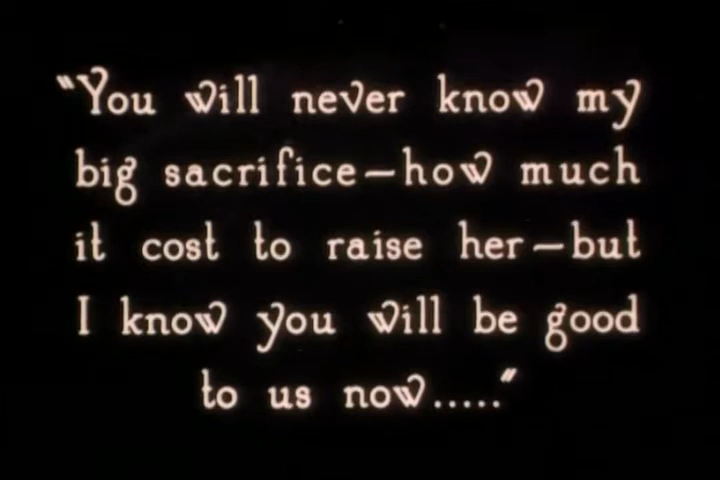 "You will never know my
big sacrifice—how much
it cost to raise her—but
I know you will be good
to us now....."